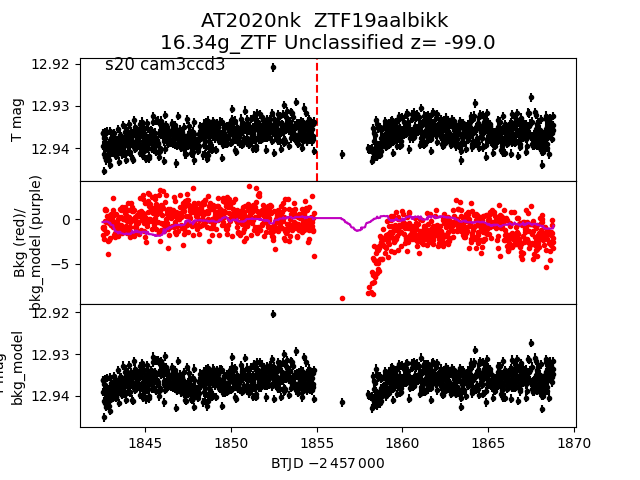 AT2020nk  ZTF19aalbikk
16.34g_ZTF Unclassified z= -99.0
s20 cam3ccd3
12.92
12.93
12.94
T mag
0
−5
Bkg (red)/
bkg_model (purple)
12.92
12.93
12.94
bkg_model
1845
1850
1855
1860
1865
1870
BTJD −2 457 000